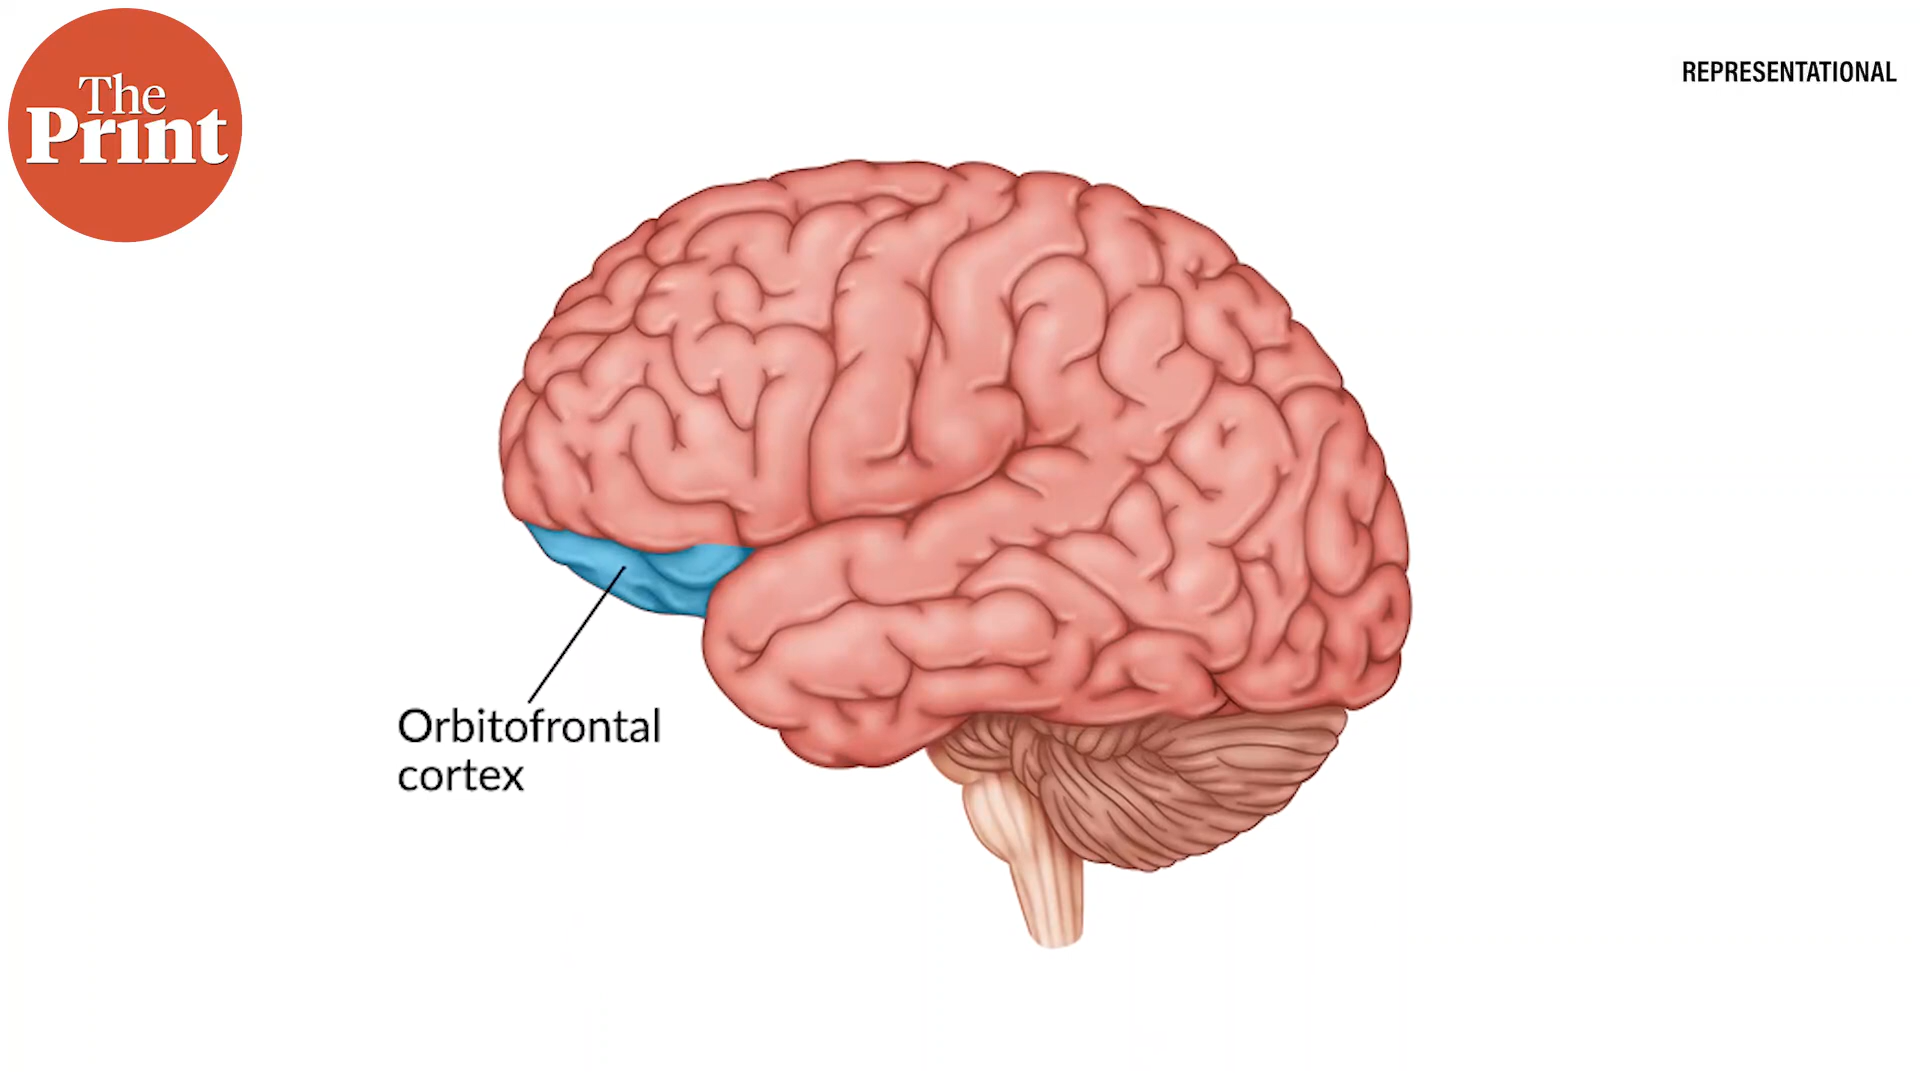 The
Print
REPRESENTATIONAL
Orbitofrontal
cortex